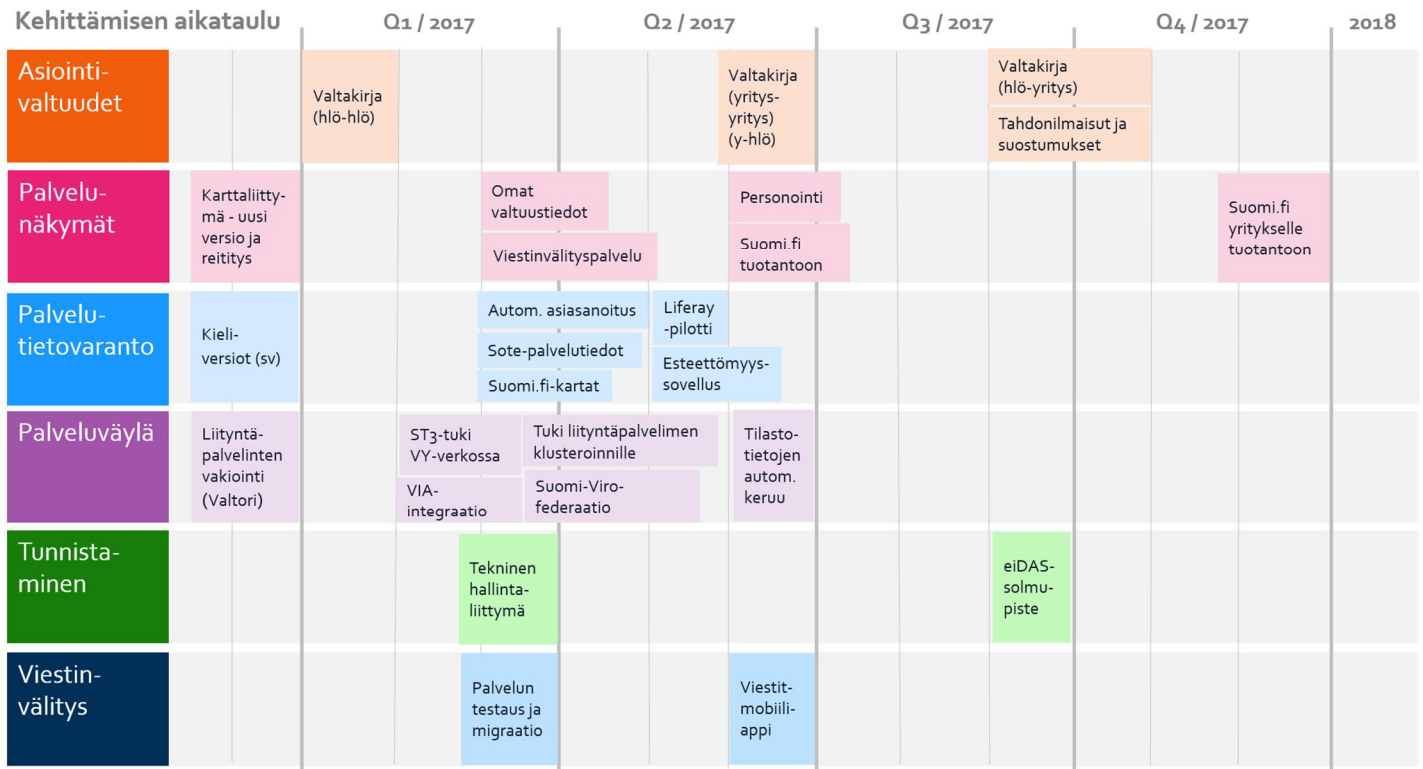 Kehittämisen aikataulu
Q1 / 2017
Q2 / 2017
Q3 / 2017
Q4 / 2017
2018
Asiointi-
valtuudet
Valtakirja
(hlö-hlö)
Valtakirja
(yritys-
yritys)
(y-hlö)
Valtakirja
(hlö-yritys)
Tahdonilmaisut ja
suostumukset
Palvelu-
näkymät
Karttaliitty-
mä - uusi
versio ja
reititys
Omat
valtuustiedot
Viestinvälityspalvelu
Personointi
Suomi.fi
tuotantoon
Suomi.fi
yritykselle
tuotantoon
Palvelu-
tietovaranto
Kieli-
versiot (sv)
Autom. asiasanoitus
Sote-palvelutiedot
Suomi.fi-kartat
Liferay
-pilotti
Esteettömyys-
sovellus
Palveluväylä
Liityntä-
palvelinten
vakiointi
(Valtori)
ST3-tuki
VY-verkossa
VIA-
integraatio
Tuki liityntäpalvelimen
klusteroinnille
Suomi-Viro-
federaatio
Tilasto-
tietojen
autom.
keruu
Tunnista-
minen
Tekninen
hallinta-
liittymä
eiDAS-
solmu-
piste
Viestin-
välitys
Palvelun
testaus ja
migraatio
Viestit-
mobiili-
appi